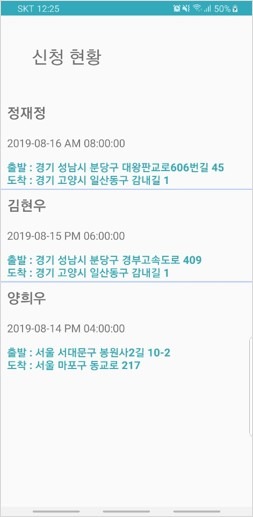 SKT 12:25
50%
신청 현황
정재정
2019-08-16 AM 08:00:00
출발 : 경기 성남시 분당구 대왕판교로606번길 45
도착 : 경기 고양시 일산동구 감내길 1
김현우
2019-08-15 PM 06:00:00
출발 : 경기 성남시 분당구 경부고속도로 409
도착 : 경기 고양시 일산동구 감내길 1
양희우
2019-08-14 PM 04:00:00
출발 : 서울 서대문구 봉원사2길 10-2
도착 : 서울 마포구 동교로 217